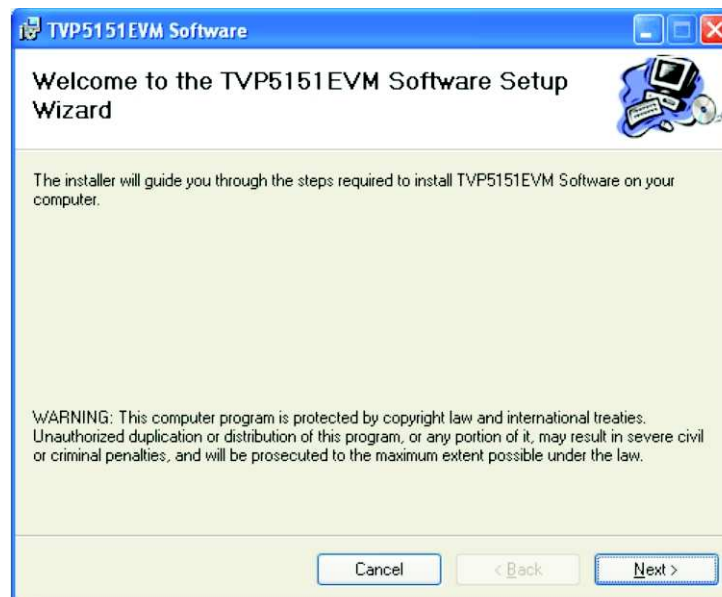 TVP5151EVM Software
Welcome to the TVP5151EVM Software Setup
Wizard
The installer will guide you through the steps required to install TVP5151EVM Software on your
computer.
WARNING: This computer program is protected by copyright law and international treaties.
Unauthorized duplication or distribution of this program, or any portion of it, may result in severe civil
or criminal penalties, and will be prosecuted to the maximum extent possible under the law.
Cancel
< Back
Next >